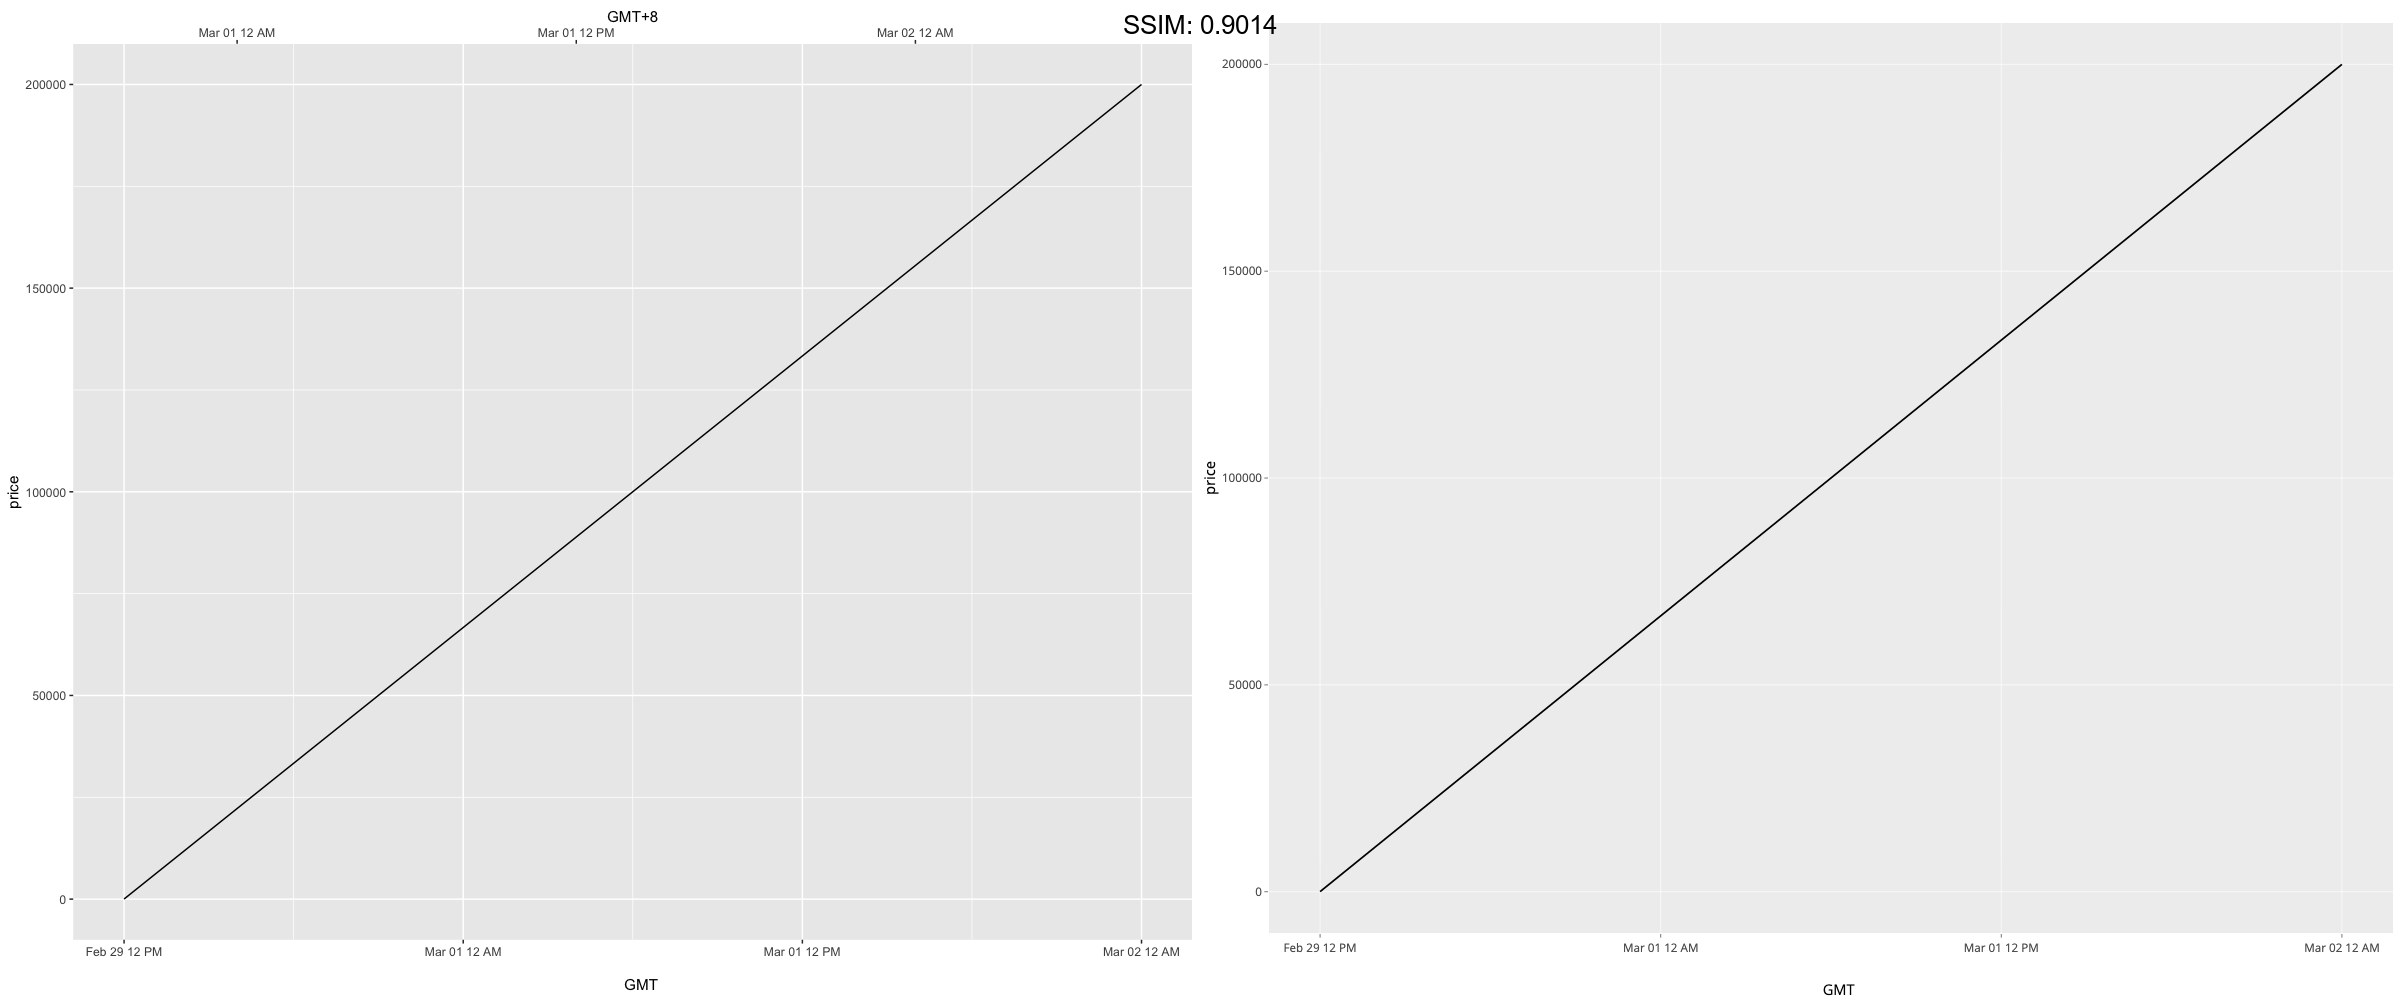 GMT+8
Mar 01 12 AM Mar 01 12 PM Mar 02 12 AM
SSIM: 0.9014
200000
150000
100000
50000
0
price
Feb 29 12 PM Mar 01 12 AM Mar 01 12 PM Mar 02 12 AM
GMT
200000
150000
100000
50000
0
price
Feb 29 12 PM Mar 01 12 AM Mar 01 12 PM Mar 02 12 AM
GMT